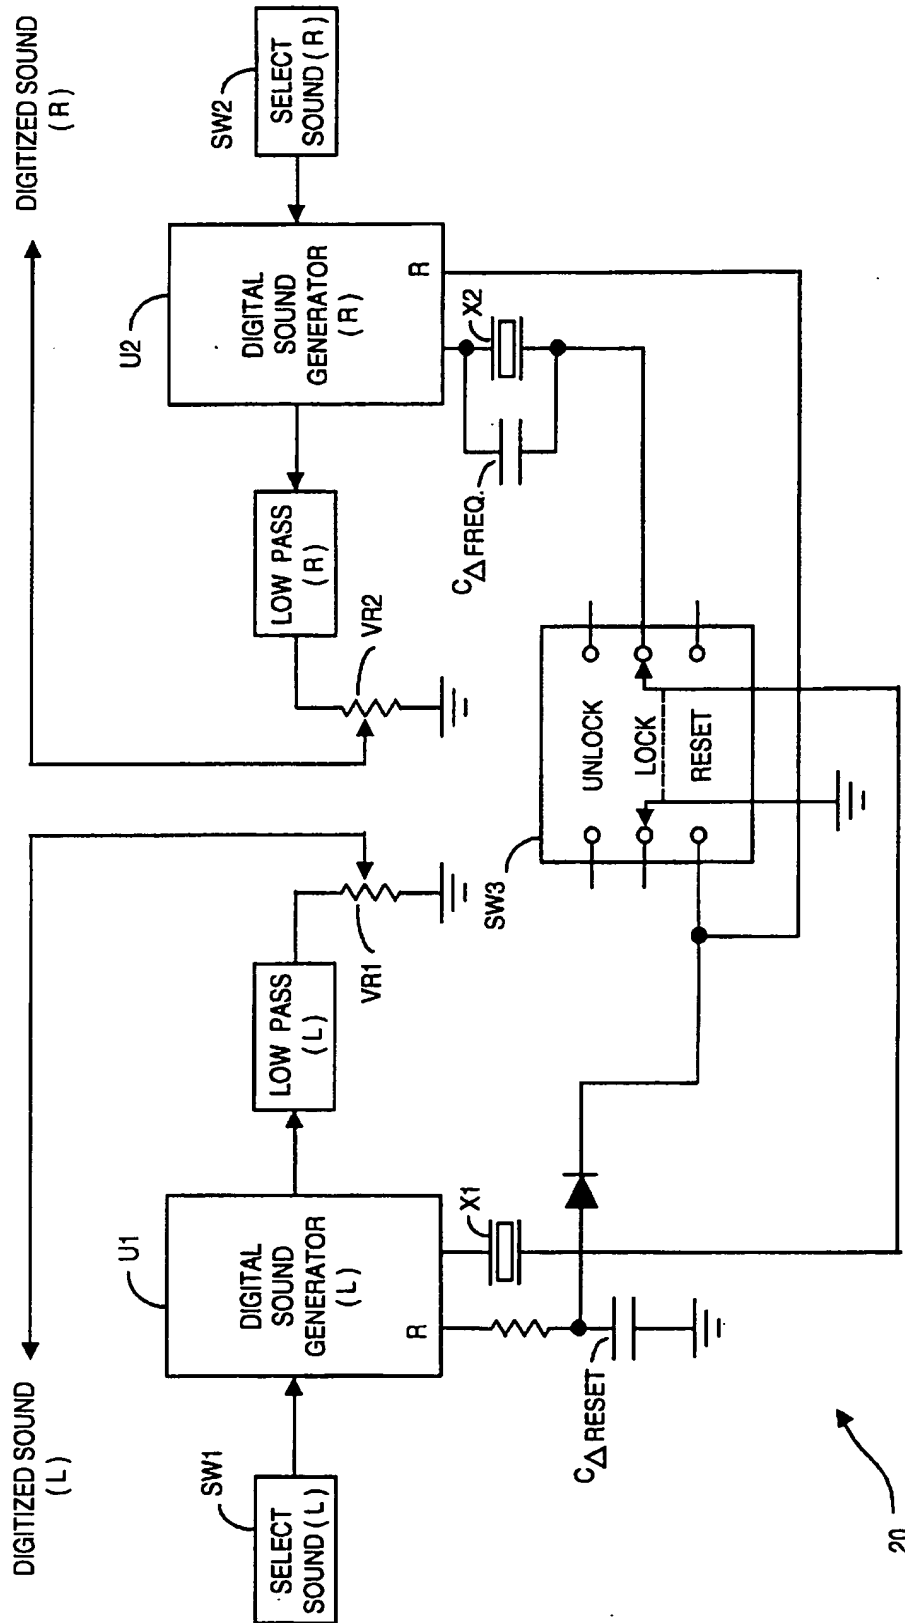 DIGITIZED SOUND
(L)
DIGITIZED SOUND
(R)
SW1
SELECT
SOUND (L)
U1
DIGITAL
SOUND
GENERATOR
(L)
R
X1
LOW PASS
(L)
VR1
LOW PASS
(R)
VR2
U2
DIGITAL
SOUND
GENERATOR
(R)
R
X2
SW2
SELECT
SOUND (R)
C△FREQ.
C△RESET
SW3
UNLOCK
LOCK
RESET
20